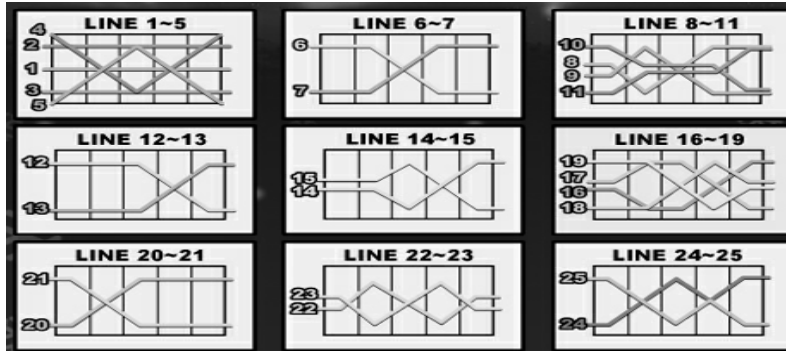 LINE 1~5
4
2
1
3
5
LINE 6~7
6
7
LINE 8~11
10
8
9
11
LINE 12~13
12
13
LINE 14~15
15
14
LINE 16~19
19
17
16
18
LINE 20~21
21
20
LINE 22~23
23
22
LINE 24~25
25
24